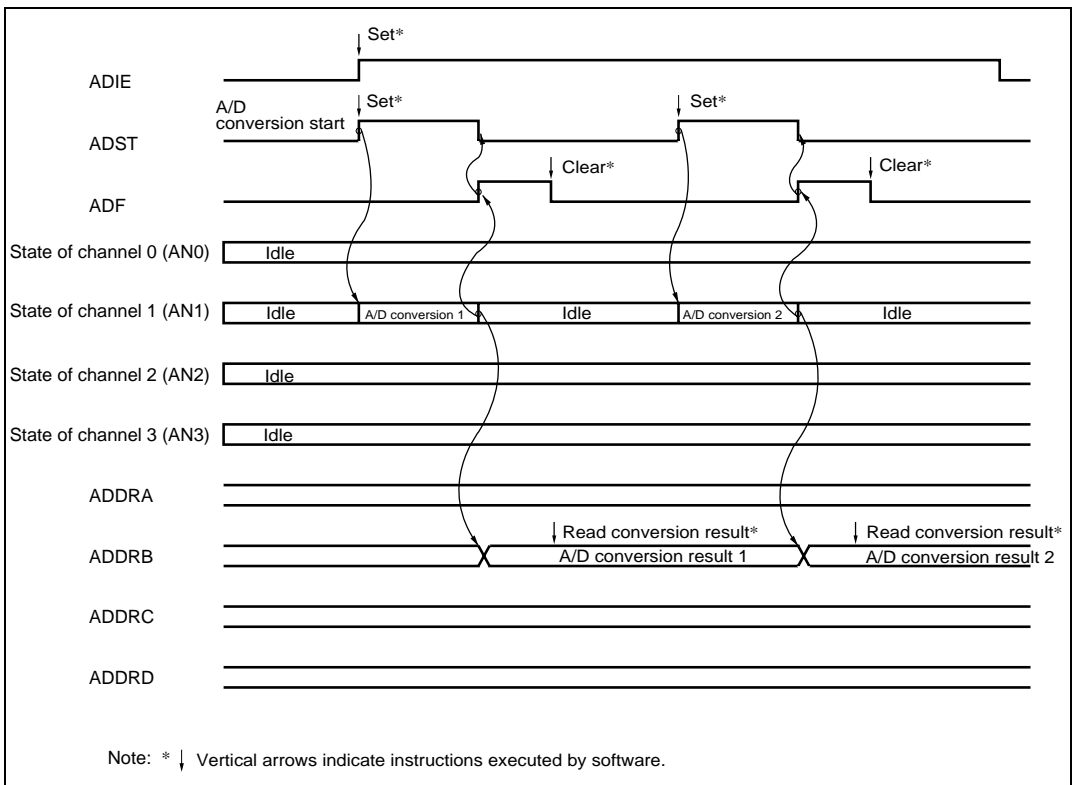 Set*
ADIE
A/D
conversion start
Set*
Set*
ADST
Clear*
Clear*
ADF
State of channel 0 (AN0)
Idle
State of channel 1 (AN1)
Idle
A/D conversion 1
Idle
A/D conversion 2
Idle
State of channel 2 (AN2)
Idle
State of channel 3 (AN3)
Idle
ADDRA
Read conversion result*
Read conversion result*
ADDRB
A/D conversion result 1
A/D conversion result 2
ADDRC
ADDRD
Note: * ↓ Vertical arrows indicate instructions executed by software.